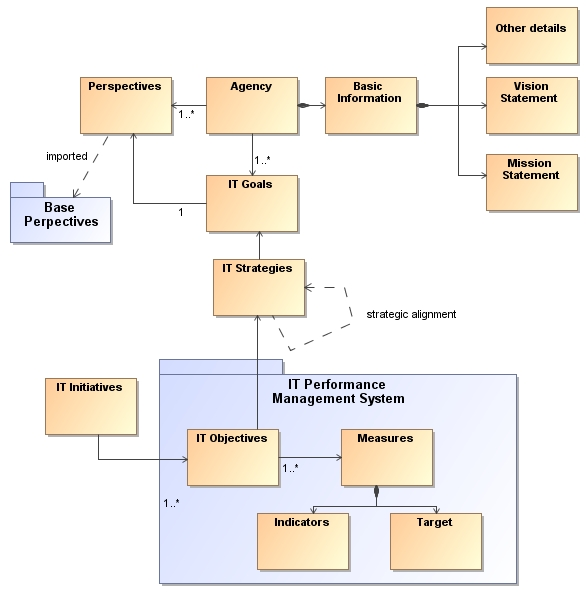 Other details
Perspectives
Agency
Basic
Information
Vision
Statement
1..*
imported
1..*
Mission
Statement
IT Goals
Base
Perpectives
1
IT Strategies
strategic alignment
IT Performance
Management System
IT Initiatives
IT Objectives
Measures
1..*
1..*
Indicators
Target